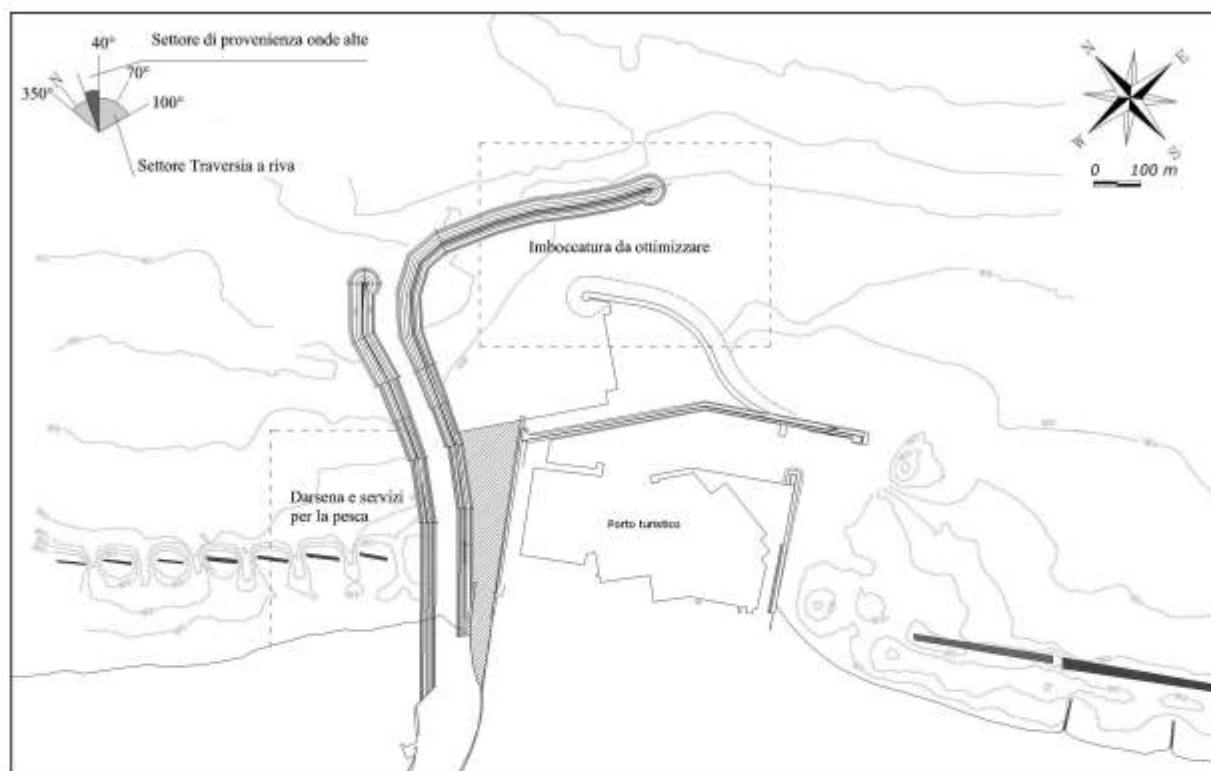 Settore di provenienza onde alte
40°
N
70°
350°
100°
Settore Traversia a riva
N
E
W
S
0 100 m
Imboccatura da ottimizzare
Darsena e servizi
per la pesca
Porto turistico